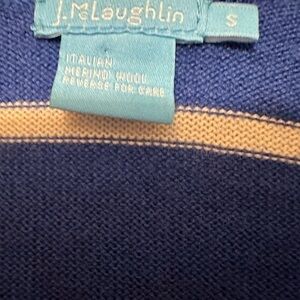 J.McLaughlin
S
ITALIAN
MERINO WOOL
REVERSE FOR CARE